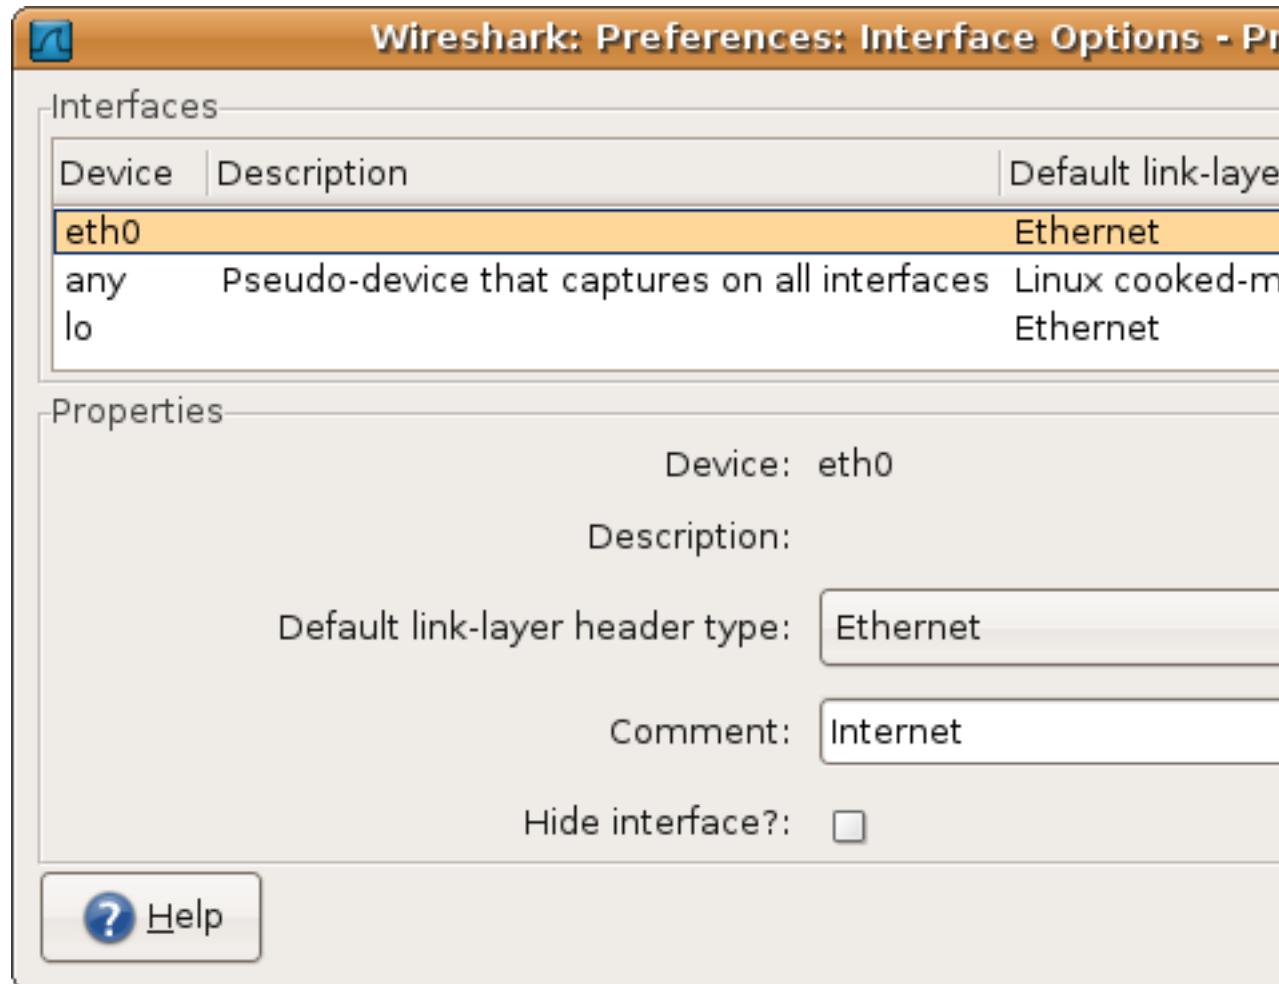 Wireshark: Preferences: Interface Options - Pr
Interfaces
Device Description Default link-laye
eth0 Ethernet
any Pseudo-device that captures on all interfaces Linux cooked-m
lo Ethernet
Properties
Device: eth0
Description:
Default link-layer header type: Ethernet
Comment: Internet
Hide interface?:
Help